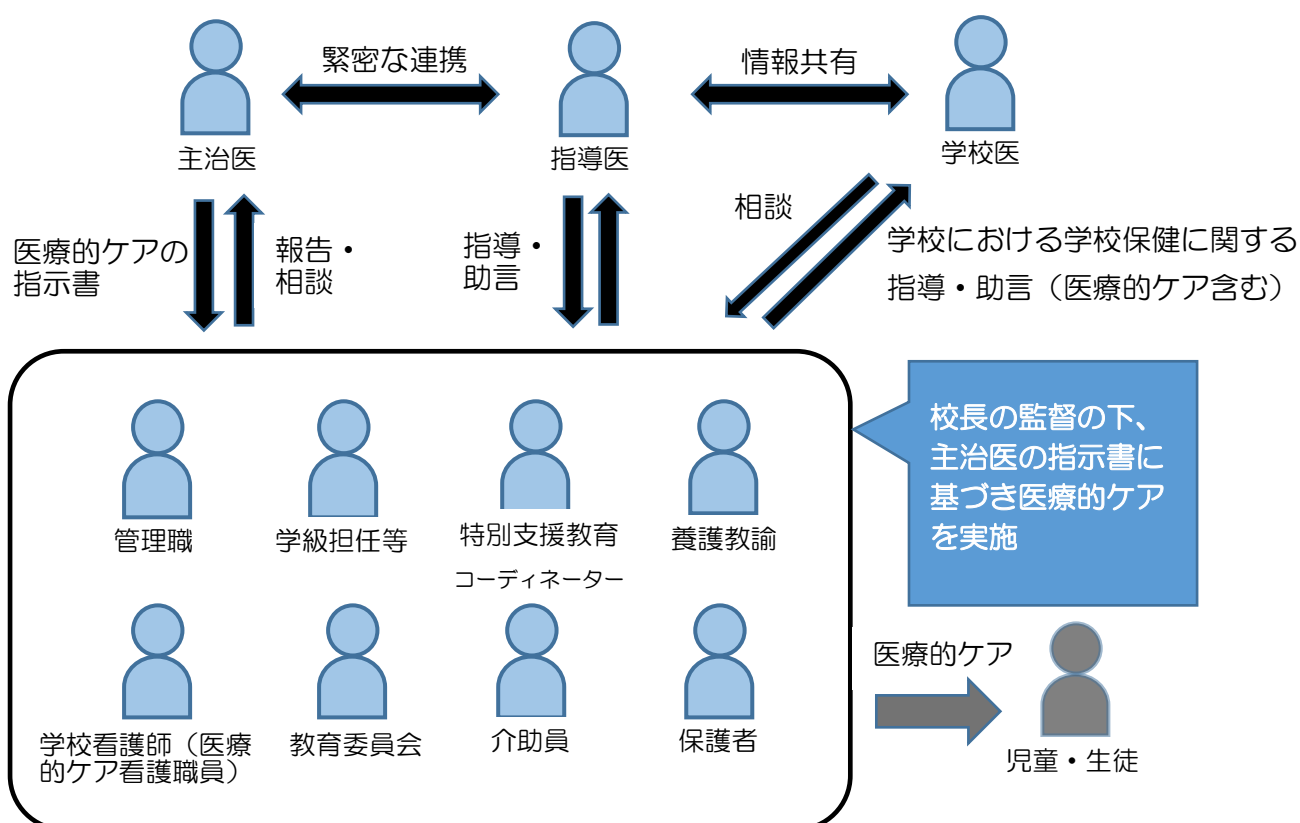 緊密な連携
情報共有
主治医
指導医
学校医
医療的ケアの
指示書
報告・
相談
指導・
助言
相談
学校における学校保健に関する
指導・助言（医療的ケア含む）
校長の監督の下、
主治医の指示書に
基づき医療的ケア
を実施
管理職
学級担任等
特別支援教育
コーディネーター
養護教諭
学校看護師（医療
的ケア看護職員）
教育委員会
介助員
保護者
医療的ケア
児童・生徒